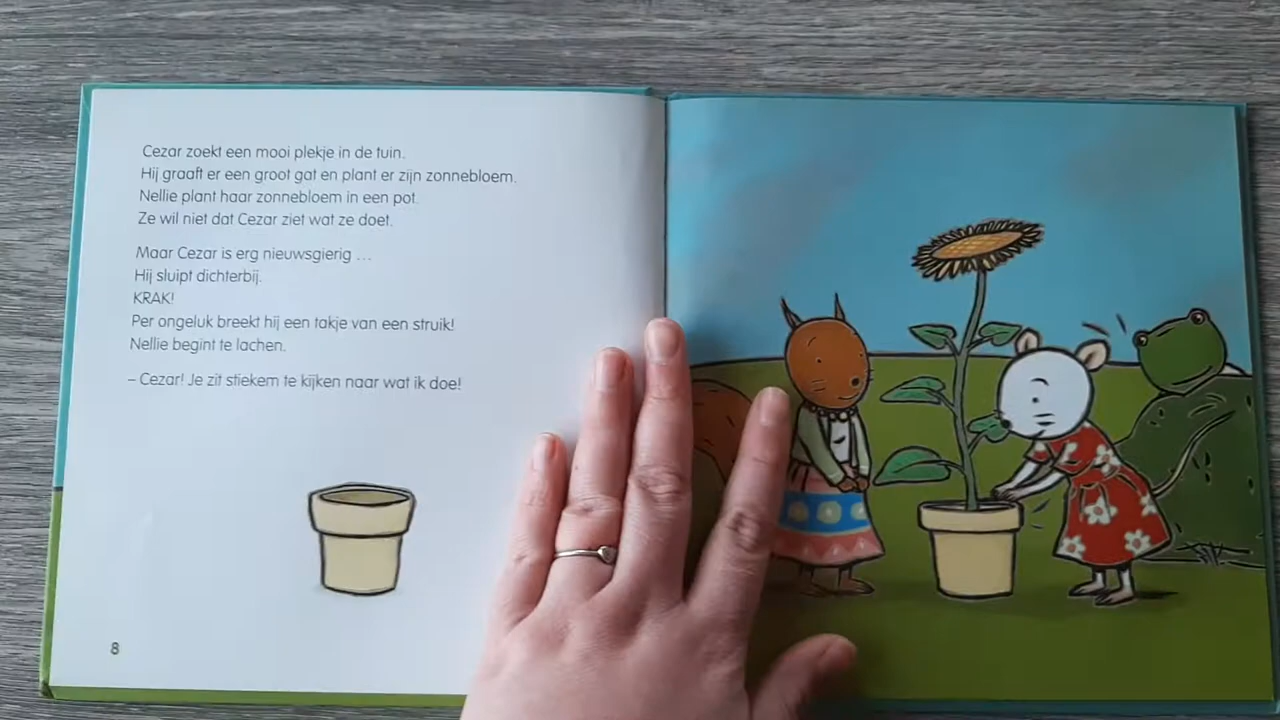 Cezar zoekt een mooi plekje in de tuin.
Hij graaft er een groot gat en plant er zijn zonnebloem.
Nellie plant haar zonnebloem in een pot.
Ze wil niet dat Cezar ziet wat ze doet.
Maar Cezar is erg nieuwsgierig ...
Hij sluipt dichterbij.
KRAK!
Per ongeluk breekt hij een takje van een struik!
Nellie begint te lachen.
– Cezar! Je zit stiekem te kijken naar wat ik doe!
8